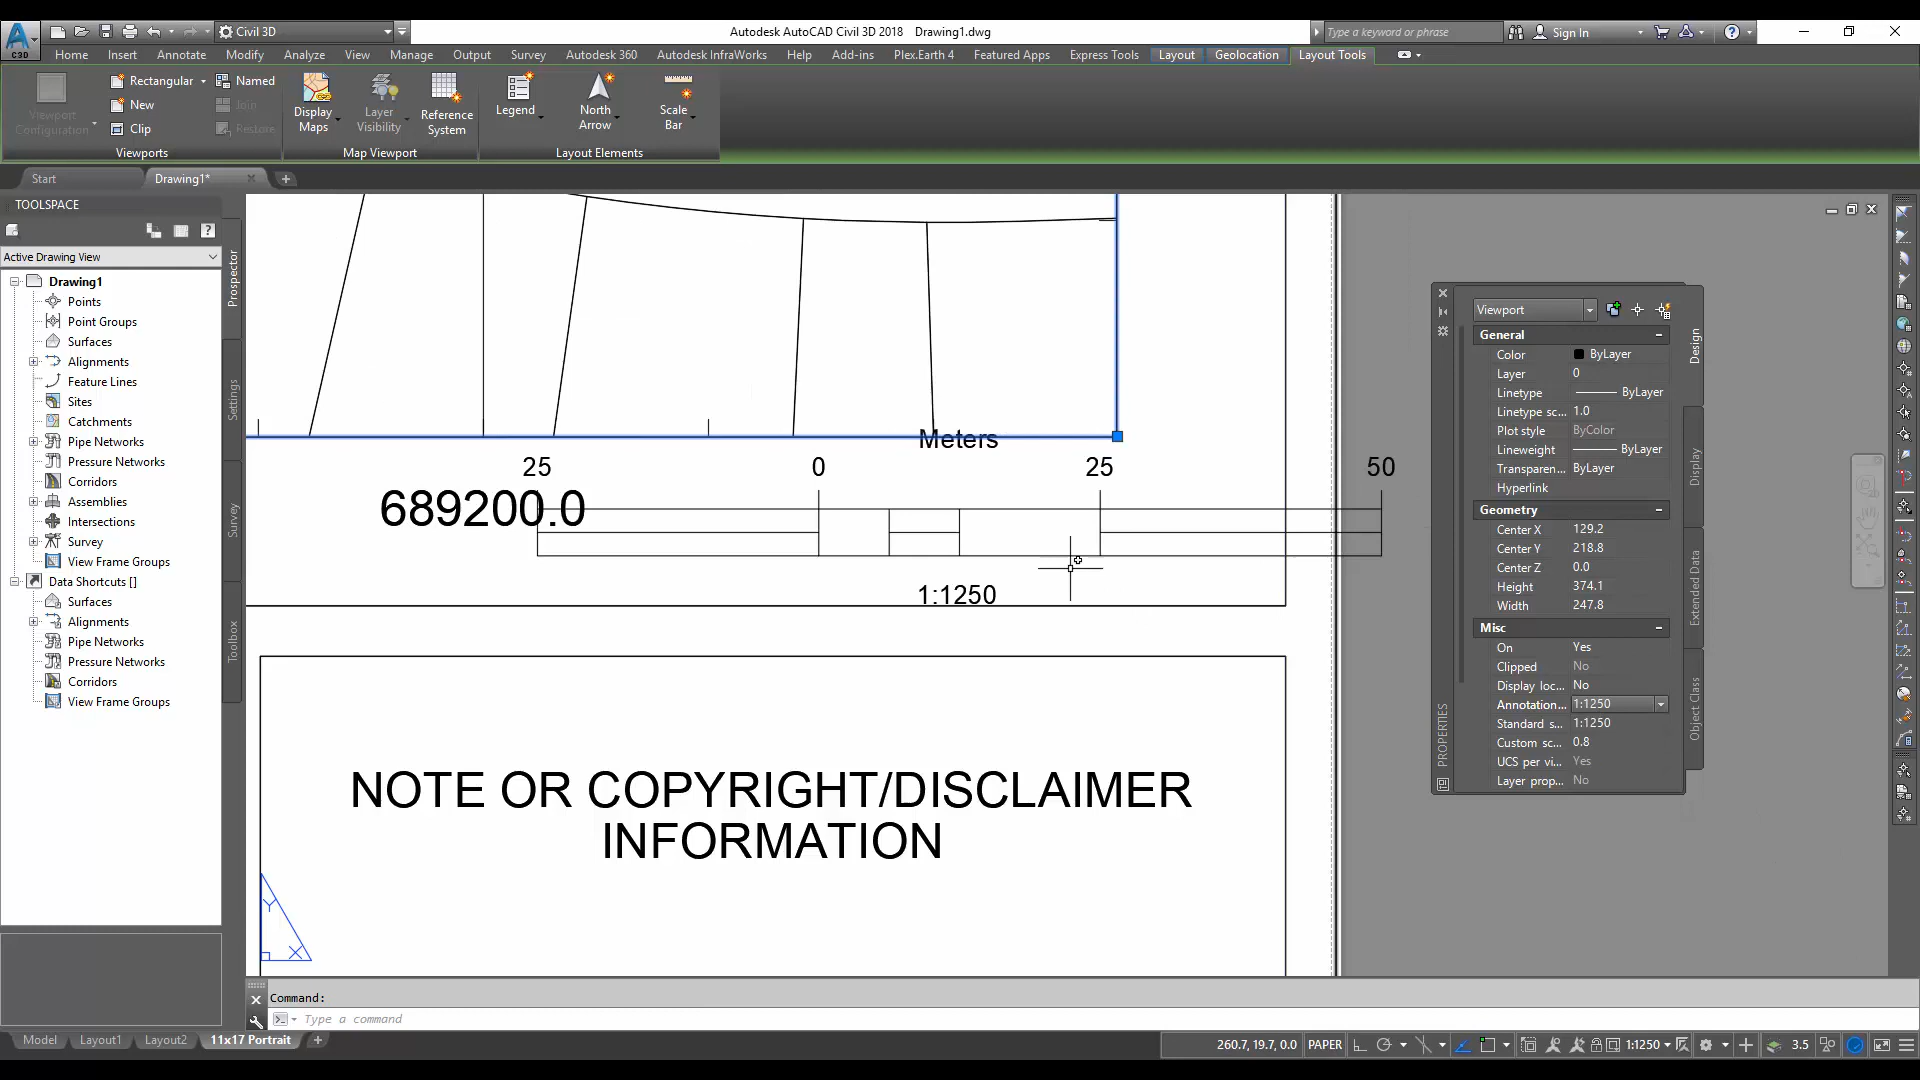 Civil 3D
Autodesk AutoCAD Civil 3D 2018 Drawing1.dwg
Type a keyword or phrase
Sign In
C3D
Home Insert Annotate Modify Analyze View Manage Output Survey Autodesk 360 Autodesk InfraWorks Help Add-ins Plex.Earth 4 Featured Apps Express Tools Layout Geolocation Layout Tools
Viewport
Configuration
Rectangular
New
Clip
Named
Join
Restore
Viewports
Display
Maps
Layer
Visibility
Reference
System
Map Viewport
Legend
North
Arrow
Scale
Bar
Layout Elements
Start
Drawing1*
TOOLSPACE
Active Drawing View
Drawing1
Points
Point Groups
Surfaces
Alignments
Feature Lines
Sites
Catchments
Pipe Networks
Pressure Networks
Corridors
Assemblies
Intersections
Survey
View Frame Groups
Data Shortcuts []
Surfaces
Alignments
Pipe Networks
Pressure Networks
Corridors
View Frame Groups
Prospector
Settings
Survey
Toolbox
Meters
25 0 25 50
689200.0
1:1250
NOTE OR COPYRIGHT/DISCLAIMER
INFORMATION
Y
X
Viewport
General
Color ByLayer
Layer 0
Linetype ByLayer
Linetype sc... 1.0
Plot style ByColor
Lineweight ByLayer
Transparen... ByLayer
Hyperlink
Geometry
Center X 129.2
Center Y 218.8
Center Z 0.0
Height 374.1
Width 247.8
Misc
On Yes
Clipped No
Display loc... No
Annotation... 1:1250
Standard s... 1:1250
Custom sc... 0.8
UCS per vi... Yes
Layer prop... No
PROPERTIES
Design
Display
Extended Data
Object Class
Command:
Type a command
Model Layout1 Layout2 11x17 Portrait
260.7, 19.7, 0.0 PAPER 1:1250 3.5